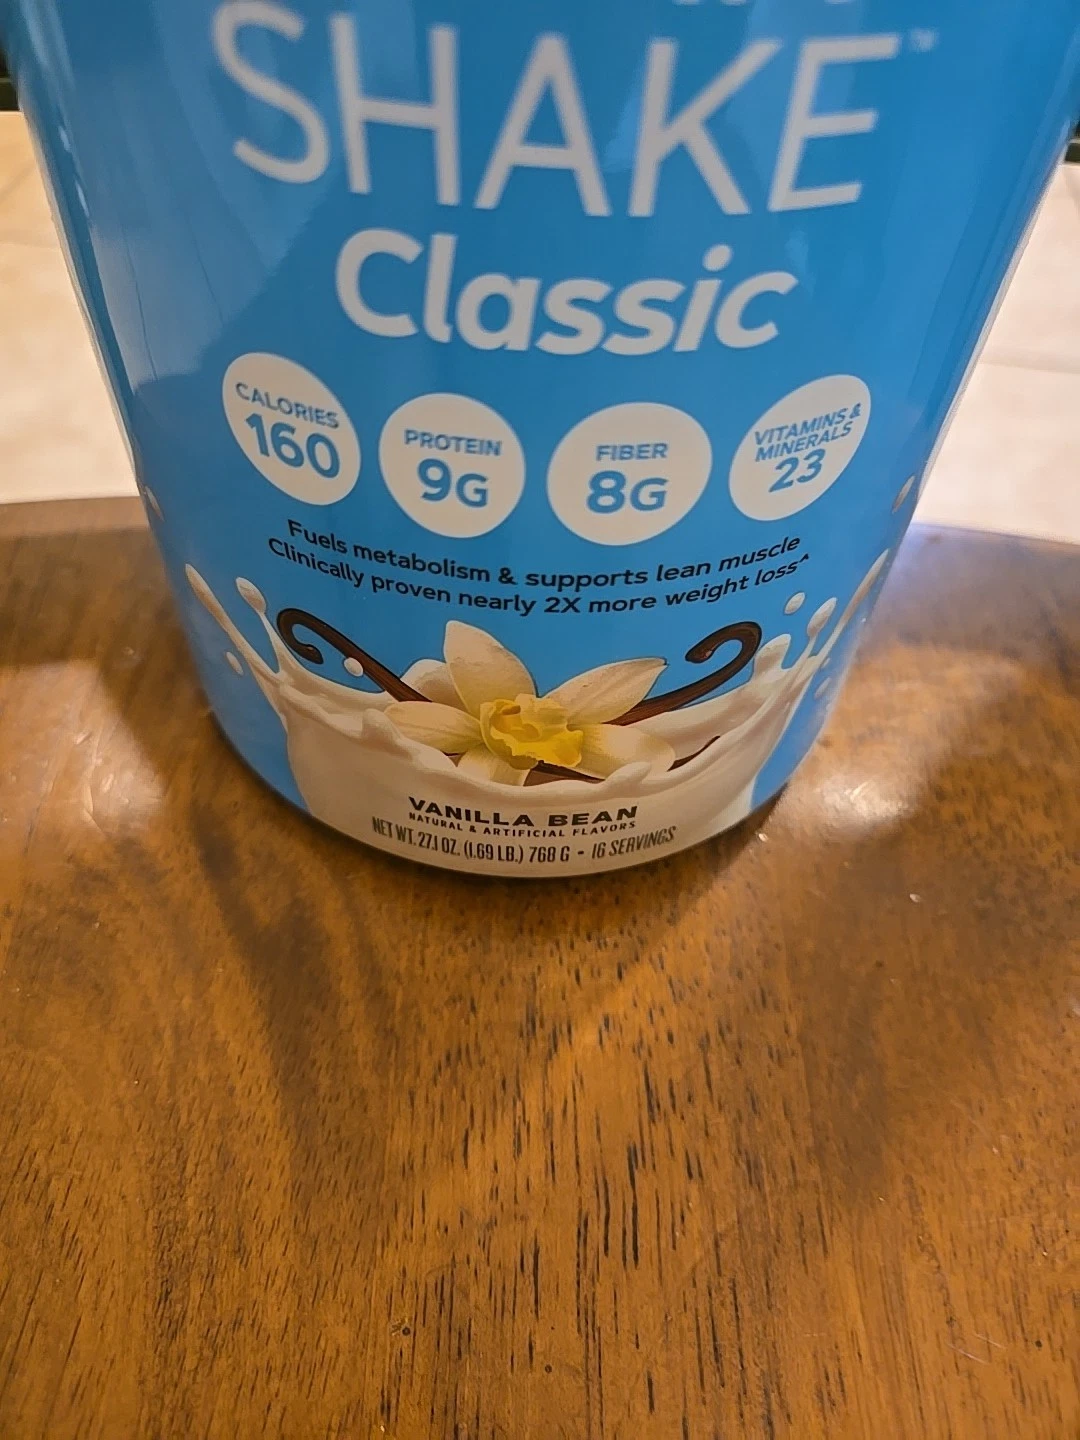 SHAKE™
Classic
CALORIES
160
PROTEIN
9G
FIBER
8G
VITAMINS &
MINERALS
23
Fuels metabolism & supports lean muscle
Clinically proven nearly 2X more weight loss^
VANILLA BEAN
NATURAL & ARTIFICIAL FLAVORS
NET WT. 27.1 OZ. (1.69 LB.) 768 G • 16 SERVINGS